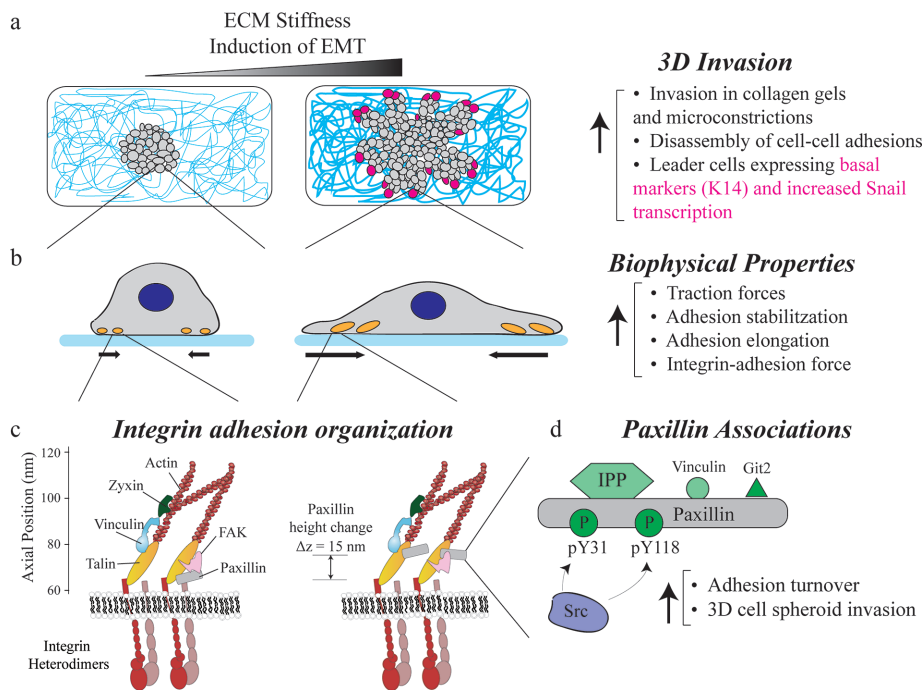 a
ECM Stiffness
Induction of EMT
3D Invasion
• Invasion in collagen gels
and microconstrictions
• Disassembly of cell-cell adhesions
• Leader cells expressing basal
markers (K14) and increased Snail
transcription
b
Biophysical Properties
• Traction forces
• Adhesion stabilitzation
• Adhesion elongation
• Integrin-adhesion force
c
Integrin adhesion organization
Axial Position (nm)
120
100
80
60
Actin
Zyxin
Vinculin
Talin
FAK
Paxillin
Integrin
Heterodimers
Paxillin
height change
Δz = 15 nm
d
Paxillin Associations
IPP
Vinculin
Git2
Paxillin
P
P
pY31
pY118
Src
• Adhesion turnover
• 3D cell spheroid invasion